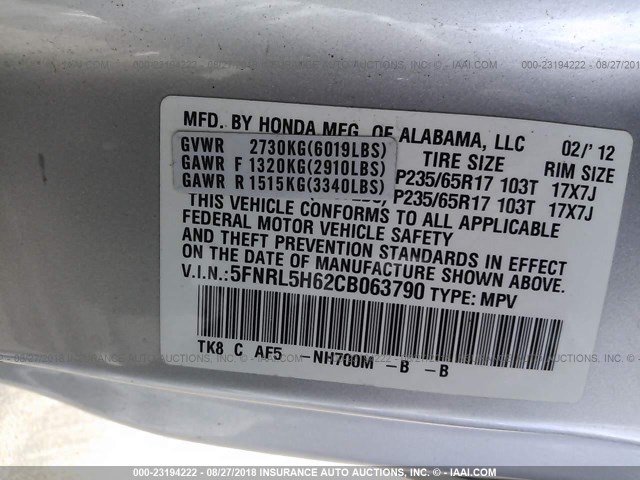 000-23194222 - 08/27/2018 - IAAI.COM
MFD. BY HONDA MFG. OF ALABAMA, LLC 02/' 12
GVWR 2730KG(6019LBS) TIRE SIZE RIM SIZE
GAWR F 1320KG(2910LBS) P235/65R17 103T 17X7J
GAWR R 1515KG(3340LBS) P235/65R17 103T 17X7J
THIS VEHICLE CONFORMS TO ALL APPLICABLE
FEDERAL MOTOR VEHICLE SAFETY
AND THEFT PREVENTION STANDARDS IN EFFECT
ON THE DATE OF MANUFACTURE SHOWN ABOVE.
V.I.N.: 5FNRL5H62CB063790 TYPE: MPV
TK8 C AF5 -NH700M -B -B
000-23194222 • 08/27/2018 INSURANCE AUTO AUCTIONS, INC. • IAAI.COM